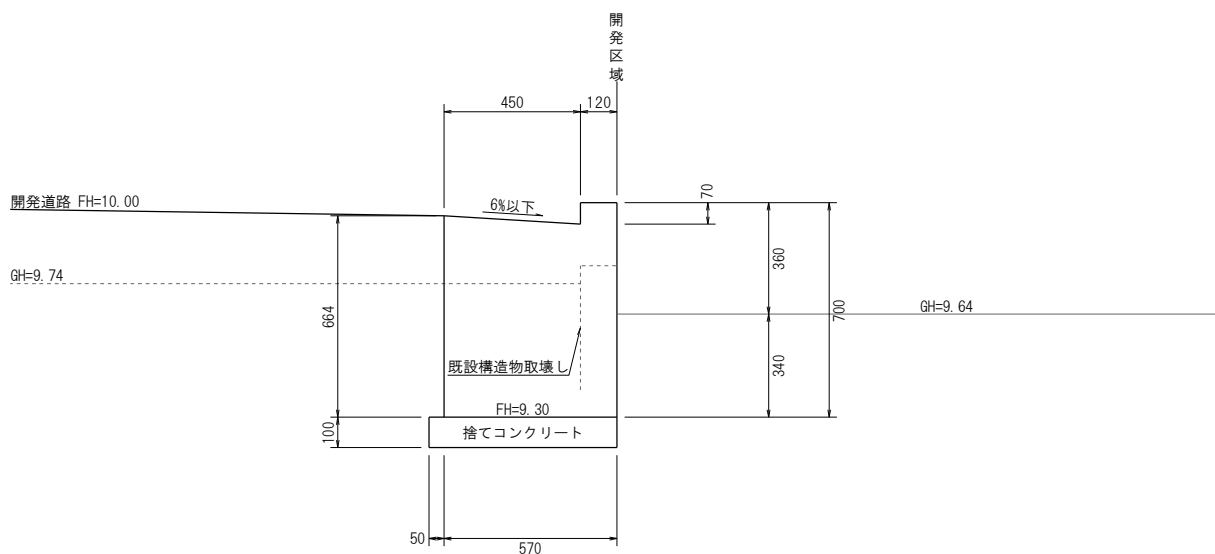 開発区域
450
120
70
開発道路 FH=10.00
6%以下
360
GH=9.74
664
700
GH=9.64
既設構造物取壊し
340
FH=9.30
捨てコンクリート
100
50
570